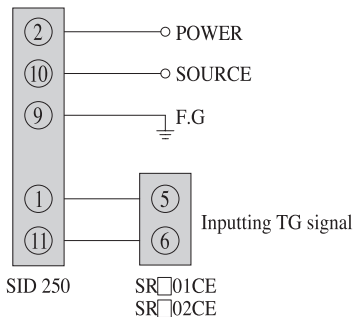 ② POWER
⑩ SOURCE
⑨ F.G
① ⑤
Inputting TG signal
⑪ ⑥
SID 250 SR□01CE
SR□02CE